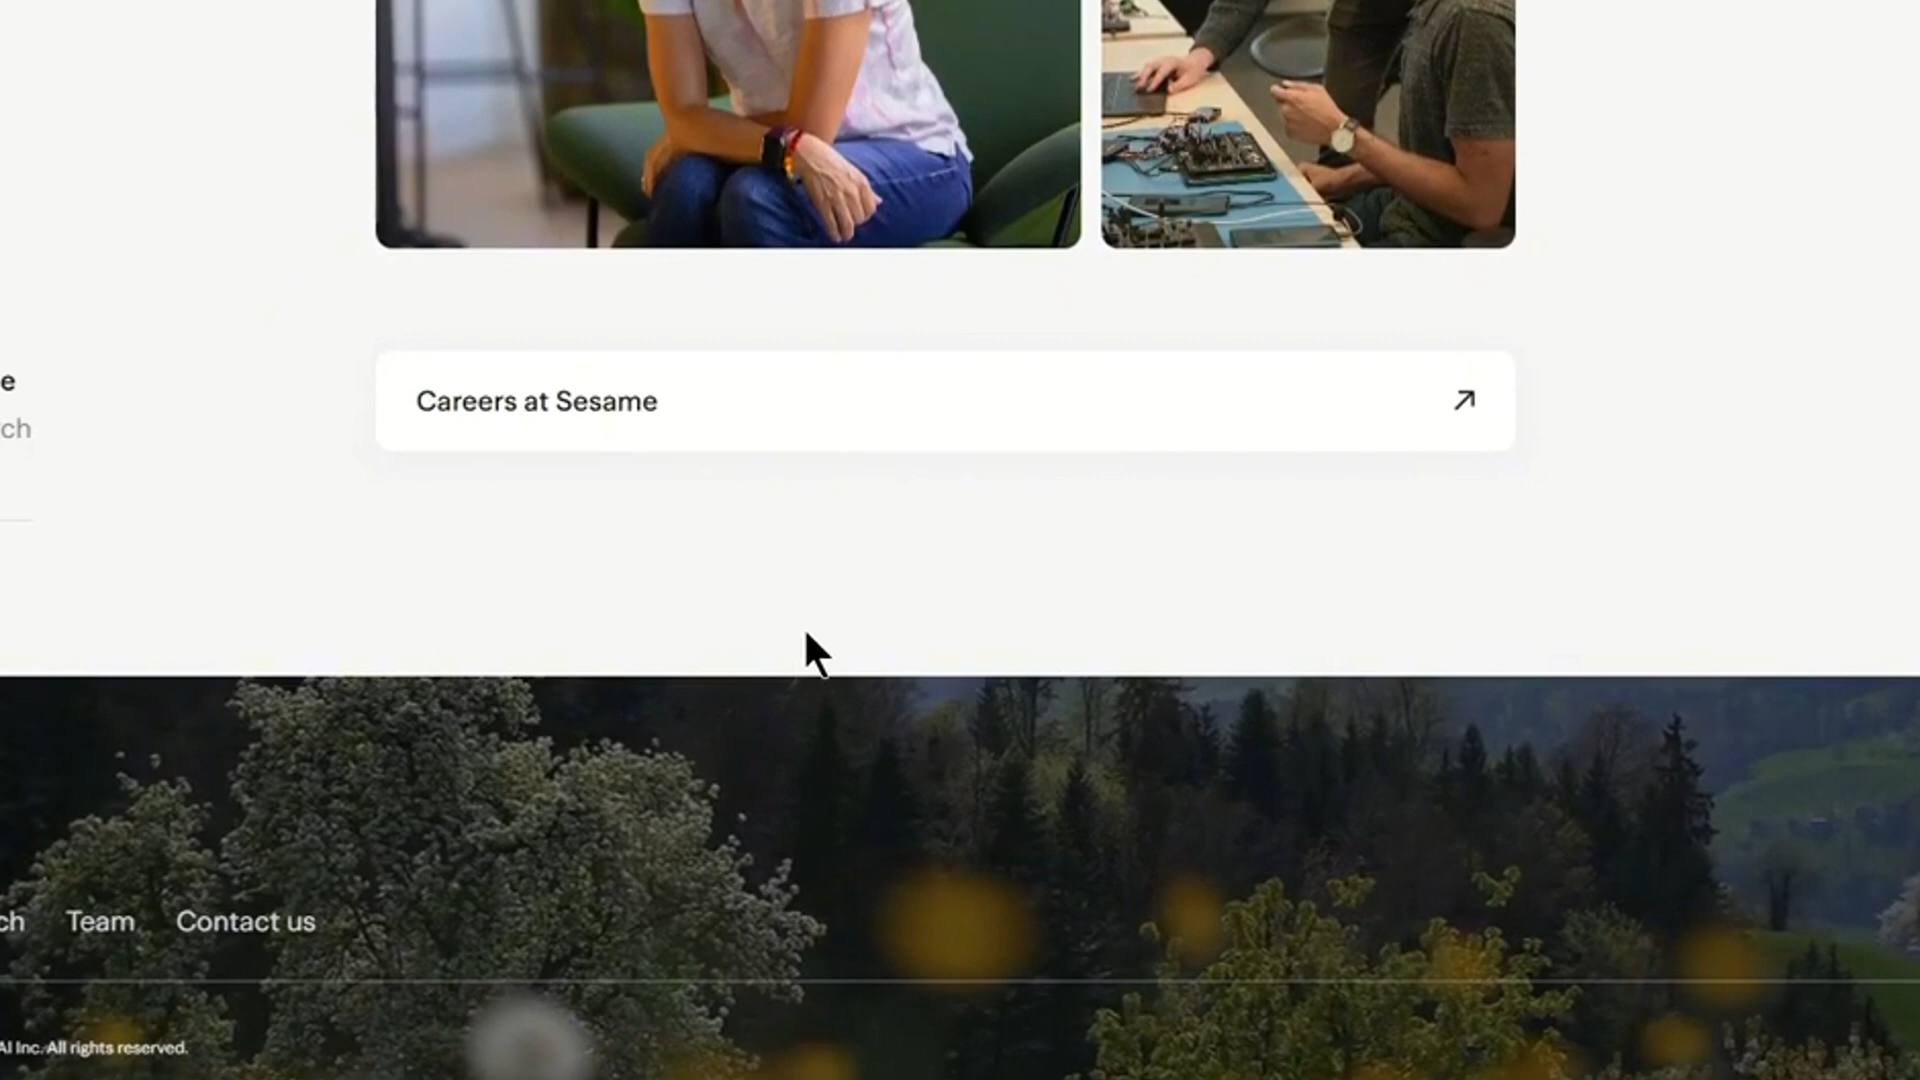 e
ch
Careers at Sesame
ch Team Contact us
AI Inc. All rights reserved.